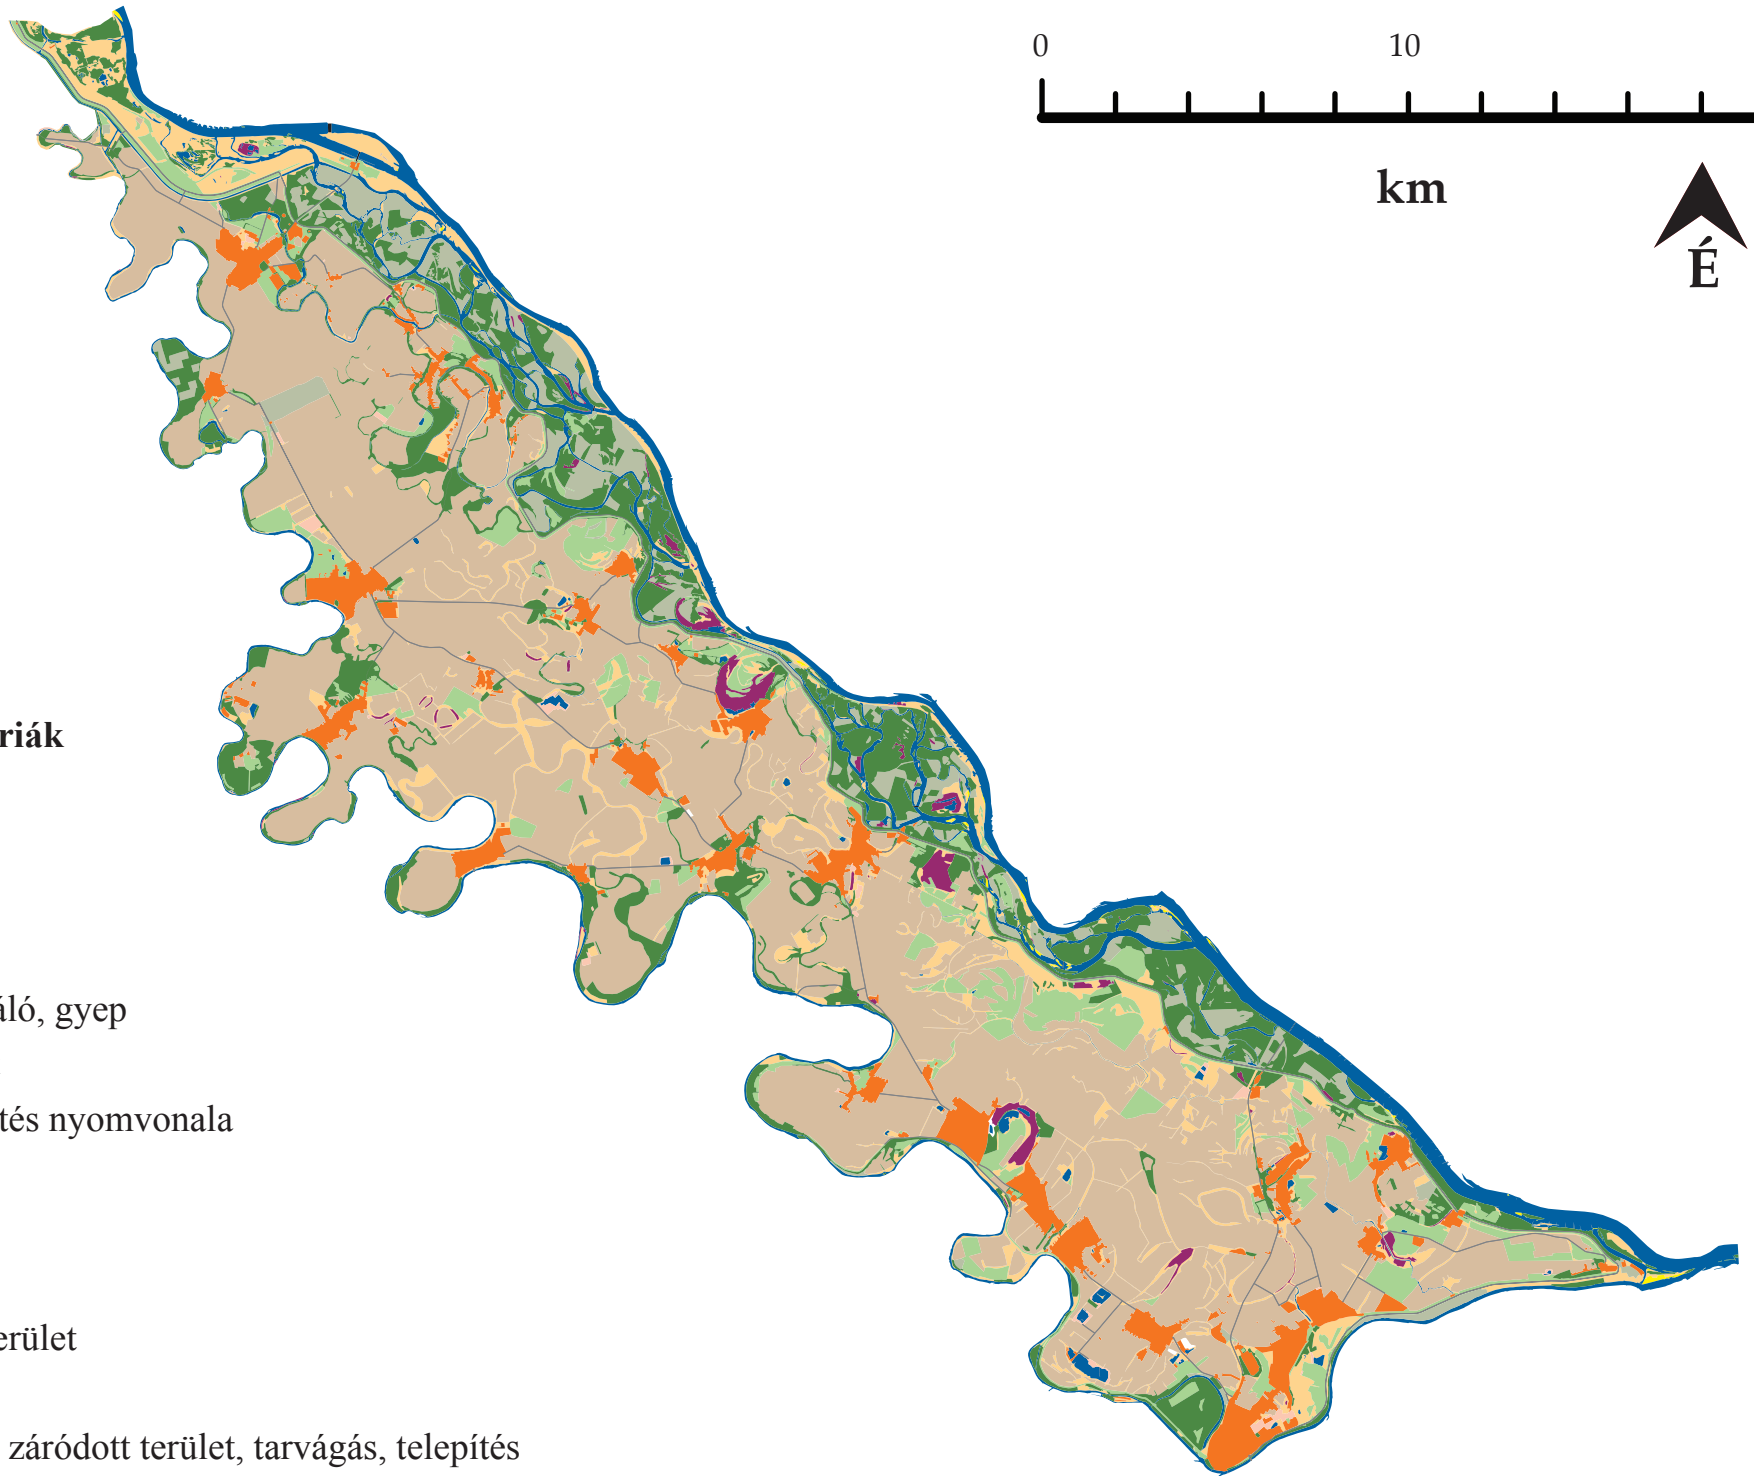 0 10
km
É
riák
áló, gyep
tés nyomvonala
erület
záródott terület, tarvágás, telepítés